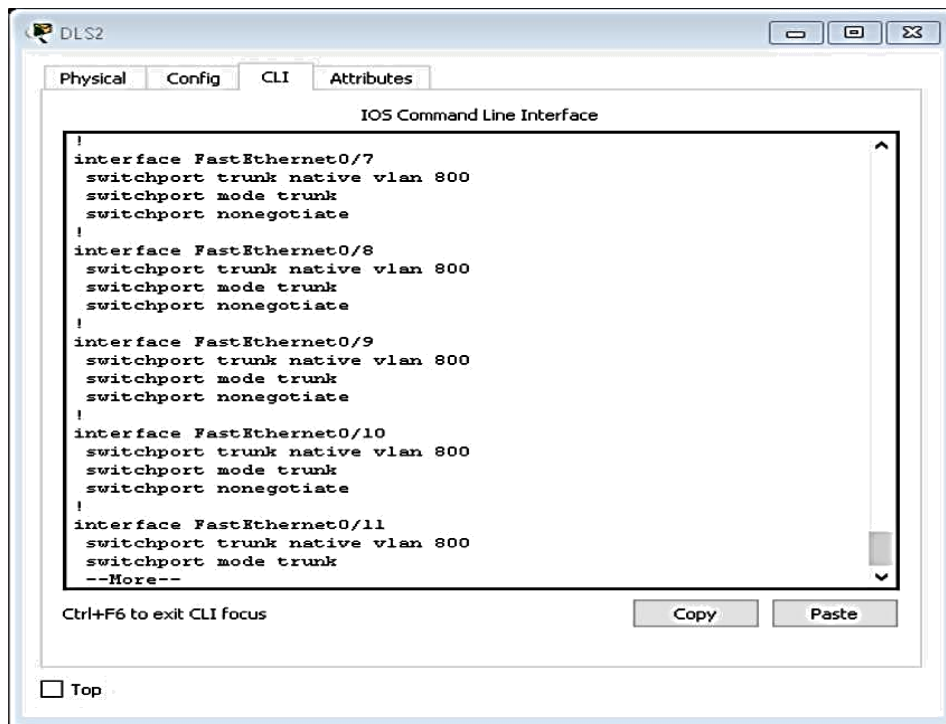 DLS2
Physical Config CLI Attributes
IOS Command Line Interface
!
interface FastEthernet0/7
switchport trunk native vlan 800
switchport mode trunk
switchport nonegotiate
!
interface FastEthernet0/8
switchport trunk native vlan 800
switchport mode trunk
switchport nonegotiate
!
interface FastEthernet0/9
switchport trunk native vlan 800
switchport mode trunk
switchport nonegotiate
!
interface FastEthernet0/10
switchport trunk native vlan 800
switchport mode trunk
switchport nonegotiate
!
interface FastEthernet0/11
switchport trunk native vlan 800
switchport mode trunk
--More--
Ctrl+F6 to exit CLI focus
Copy Paste
Top